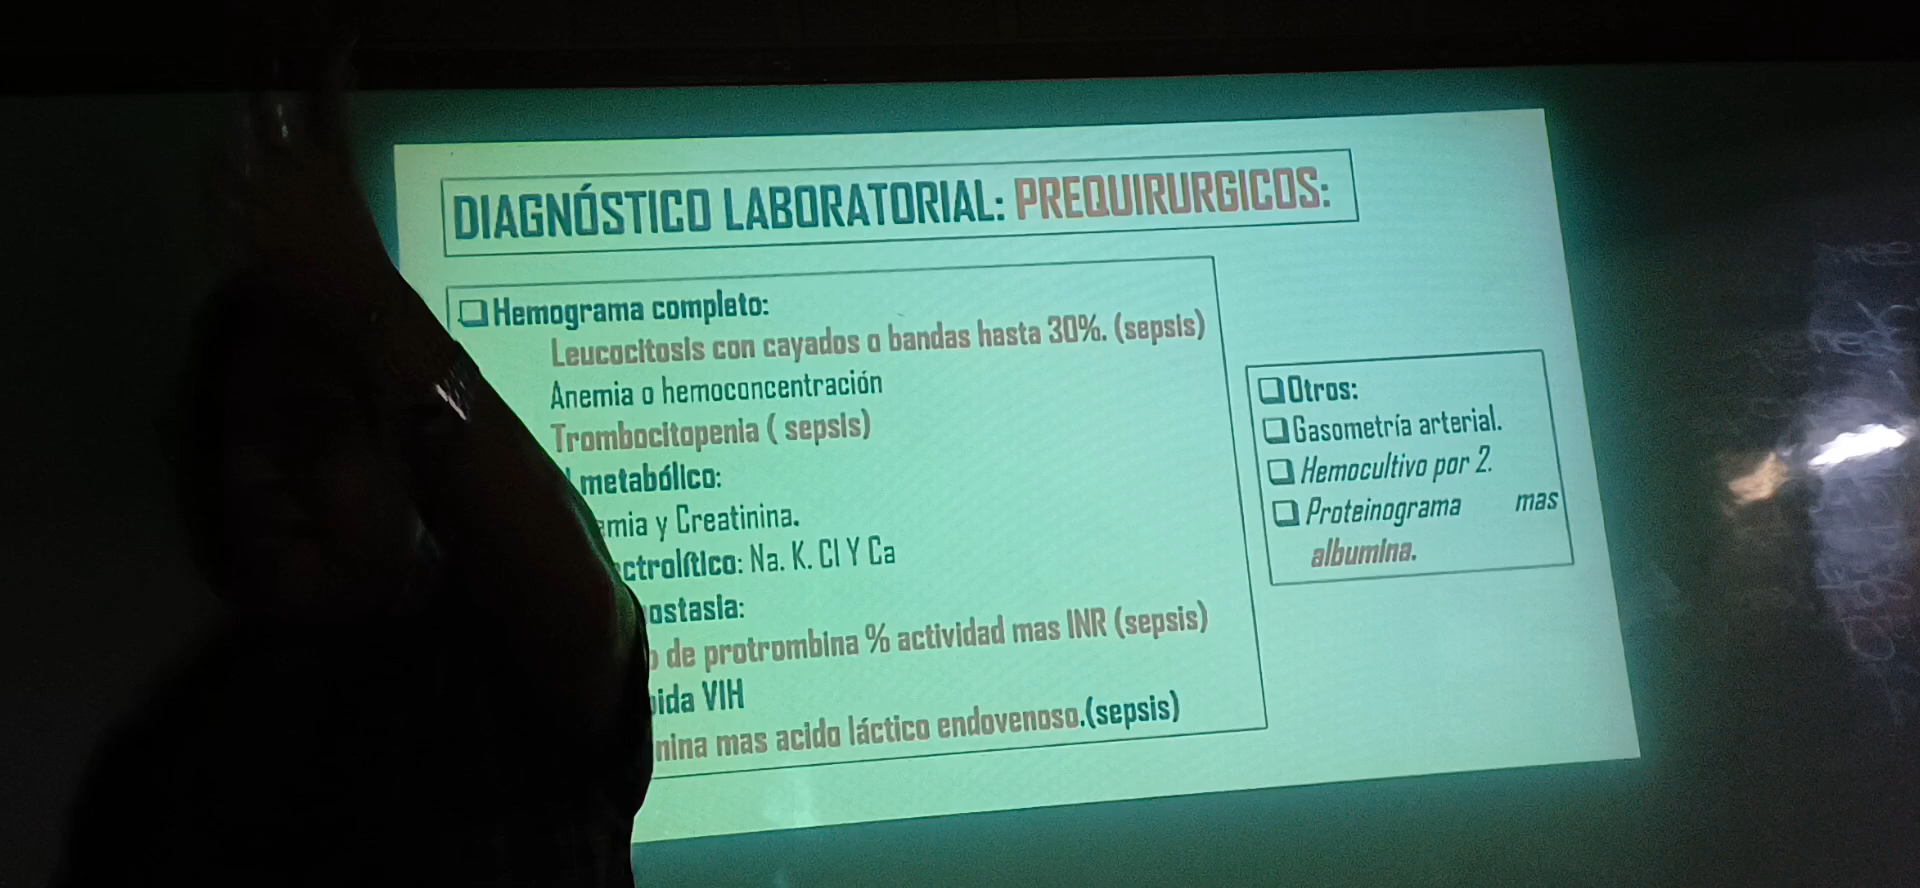 DIAGNÓSTICO LABORATORIAL: PREQUIRURGICOS:
Hemograma completo:
Leucocitosis con cayados o bandas hasta 30%. (sepsis)
Anemia o hemoconcentración
Trombocitopenia ( sepsis)
metabólico:
y Creatinina.
Na. K. Cl Y Ca
de protrombina % actividad mas INR (sepsis)
VIH
mas acido láctico endovenoso.(sepsis)
Otros:
Gasometría arterial.
Hemocultivo por 2.
Proteinograma mas
albumina.